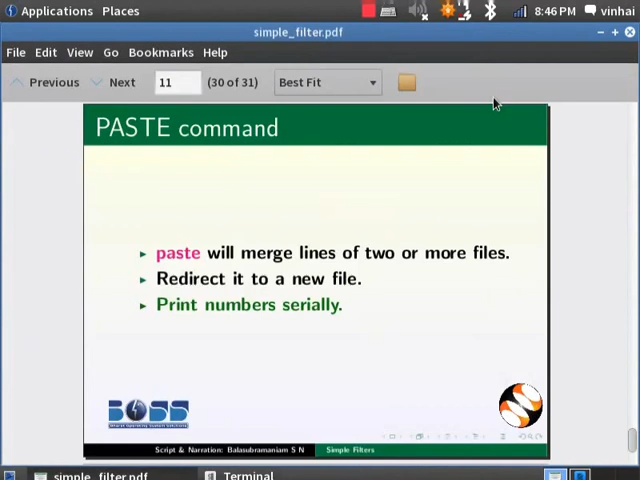 Applications Places 8:46 PM vinhai
simple_filter.pdf
File Edit View Go Bookmarks Help
Previous Next 11 (30 of 31) Best Fit
PASTE command
paste will merge lines of two or more files.
Redirect it to a new file.
Print numbers serially.
BOSS
Script & Narration: Balasubramaniam S N Simple Filters
simple_filter.pdf Terminal